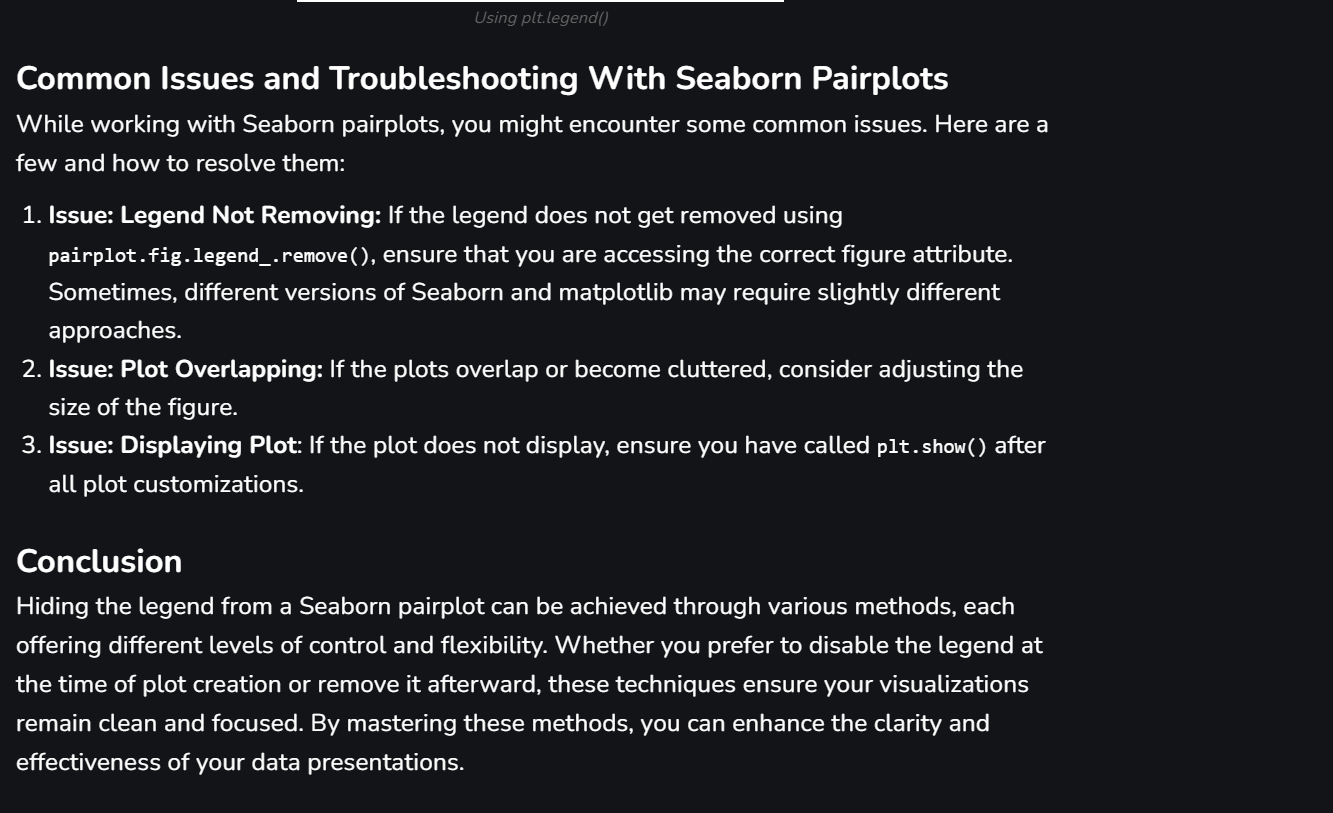 Using plt.legend()
Common Issues and Troubleshooting With Seaborn Pairplots
While working with Seaborn pairplots, you might encounter some common issues. Here are a
few and how to resolve them:
1. Issue: Legend Not Removing: If the legend does not get removed using
pairplot.fig.legend_.remove(), ensure that you are accessing the correct figure attribute.
Sometimes, different versions of Seaborn and matplotlib may require slightly different
approaches.
2. Issue: Plot Overlapping: If the plots overlap or become cluttered, consider adjusting the
size of the figure.
3. Issue: Displaying Plot: If the plot does not display, ensure you have called plt.show() after
all plot customizations.
Conclusion
Hiding the legend from a Seaborn pairplot can be achieved through various methods, each
offering different levels of control and flexibility. Whether you prefer to disable the legend at
the time of plot creation or remove it afterward, these techniques ensure your visualizations
remain clean and focused. By mastering these methods, you can enhance the clarity and
effectiveness of your data presentations.